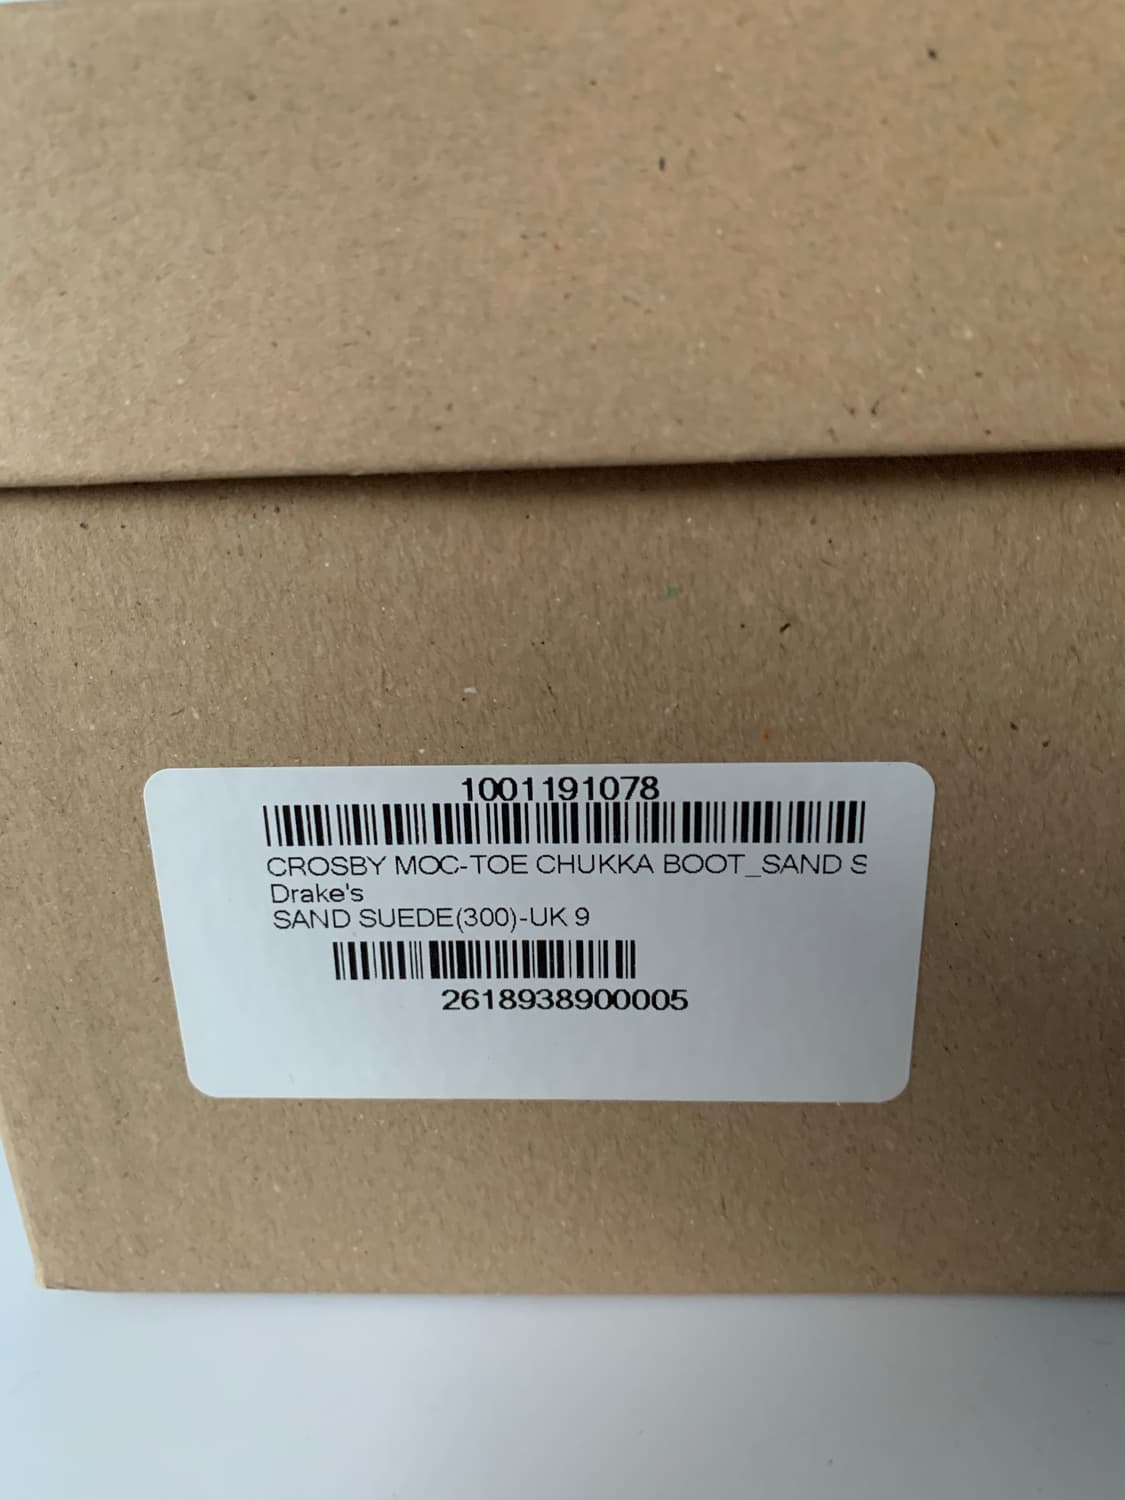 1001191078
CROSBY MOC-TOE CHUKKA BOOT_SAND S
Drake's
SAND SUEDE(300)-UK 9
2618938900005